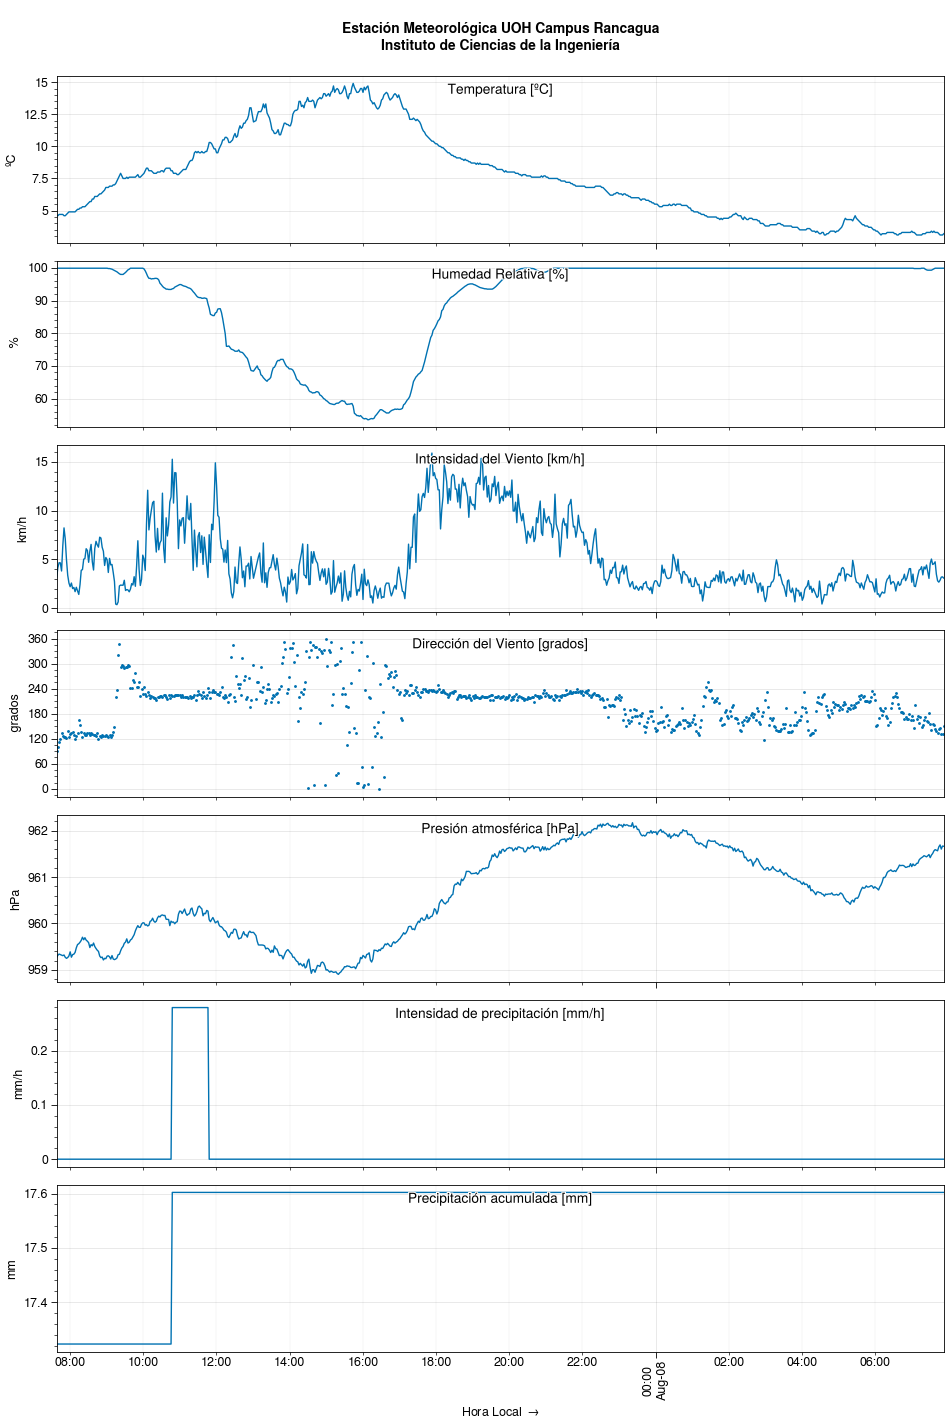 Estación Meteorológica UOH Campus Rancagua
Instituto de Ciencias de la Ingeniería
Temperatura [ºC]
15
12.5
10
7.5
5
ºC
Humedad Relativa [%]
100
90
80
70
60
%
Intensidad del Viento [km/h]
15
10
5
0
km/h
Dirección del Viento [grados]
360
300
240
180
120
60
0
grados
Presión atmosférica [hPa]
962
961
960
959
hPa
Intensidad de precipitación [mm/h]
0.2
0.1
0
mm/h
Precipitación acumulada [mm]
17.6
17.5
17.4
mm
08:00 10:00 12:00 14:00 16:00 18:00 20:00 22:00 00:00 02:00 04:00 06:00
Aug-08
Hora Local →